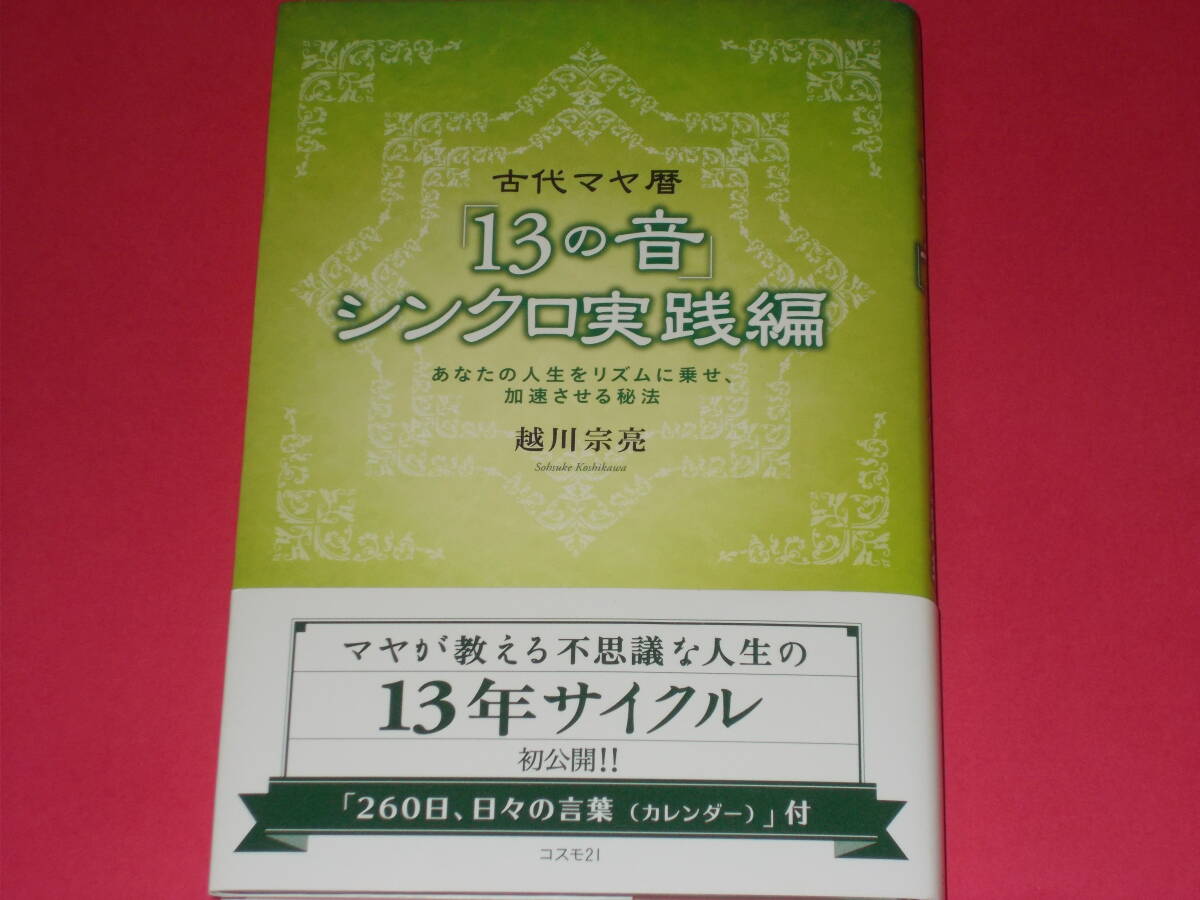 古代マヤ暦
「13の音」
シンクロ実践編
あなたの人生をリズムに乗せ、
加速させる秘法
越川宗亮
Sohsuke Koshikawa
マヤが教える不思議な人生の
13年サイクル
初公開!!
「260日、日々の言葉（カレンダー）」付
コスモ21